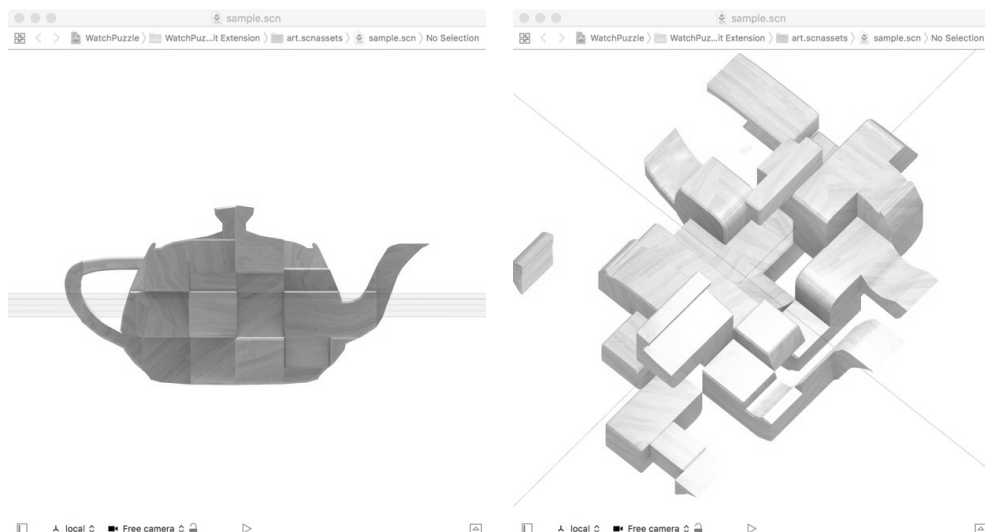 sample.scn
WatchPuzzle WatchPuz...it Extension art.scnassets sample.scn No Selection
local Free camera
sample.scn
WatchPuzzle WatchPuz...it Extension art.scnassets sample.scn No Selection
local Free camera